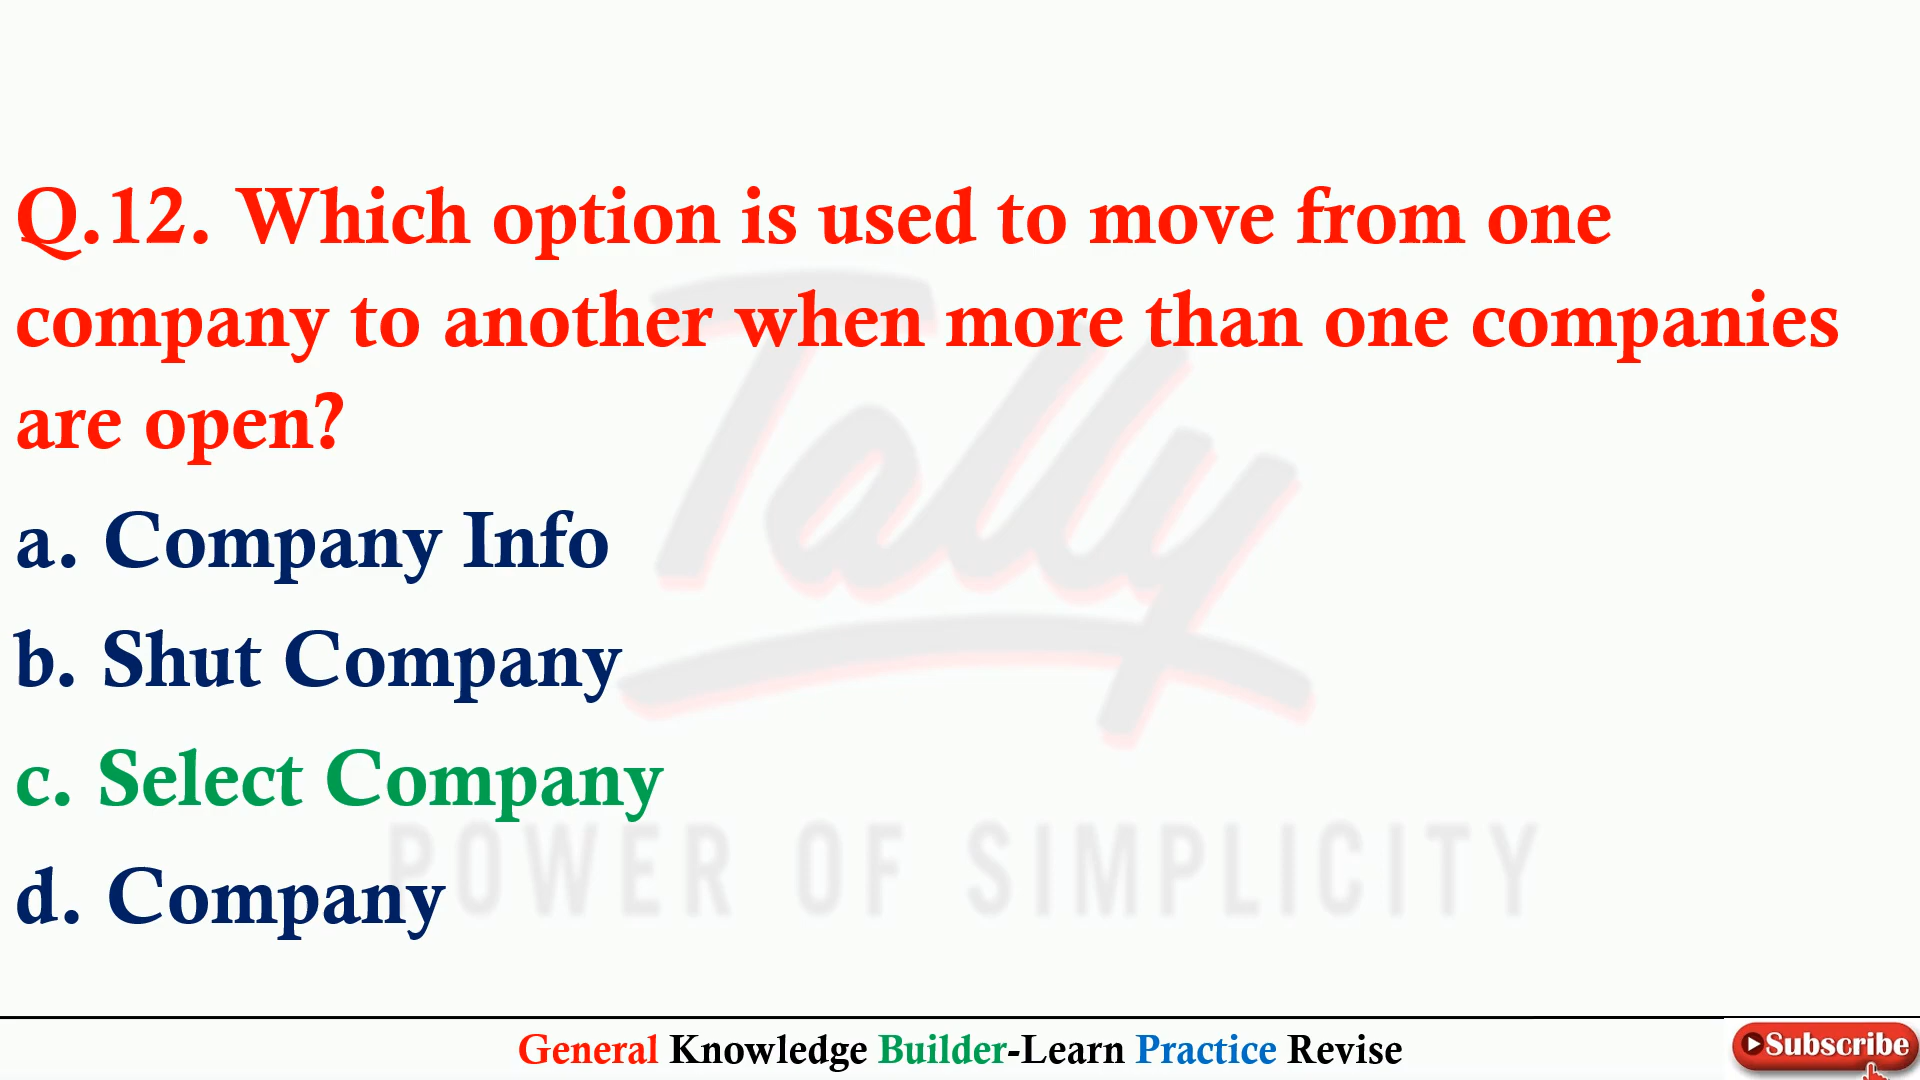 Q.12. Which option is used to move from one
company to another when more than one companies
are open?
a. Company Info
b. Shut Company
c. Select Company
d. Company
Tally
POWER OF SIMPLICITY
General Knowledge Builder-Learn Practice Revise
Subscribe